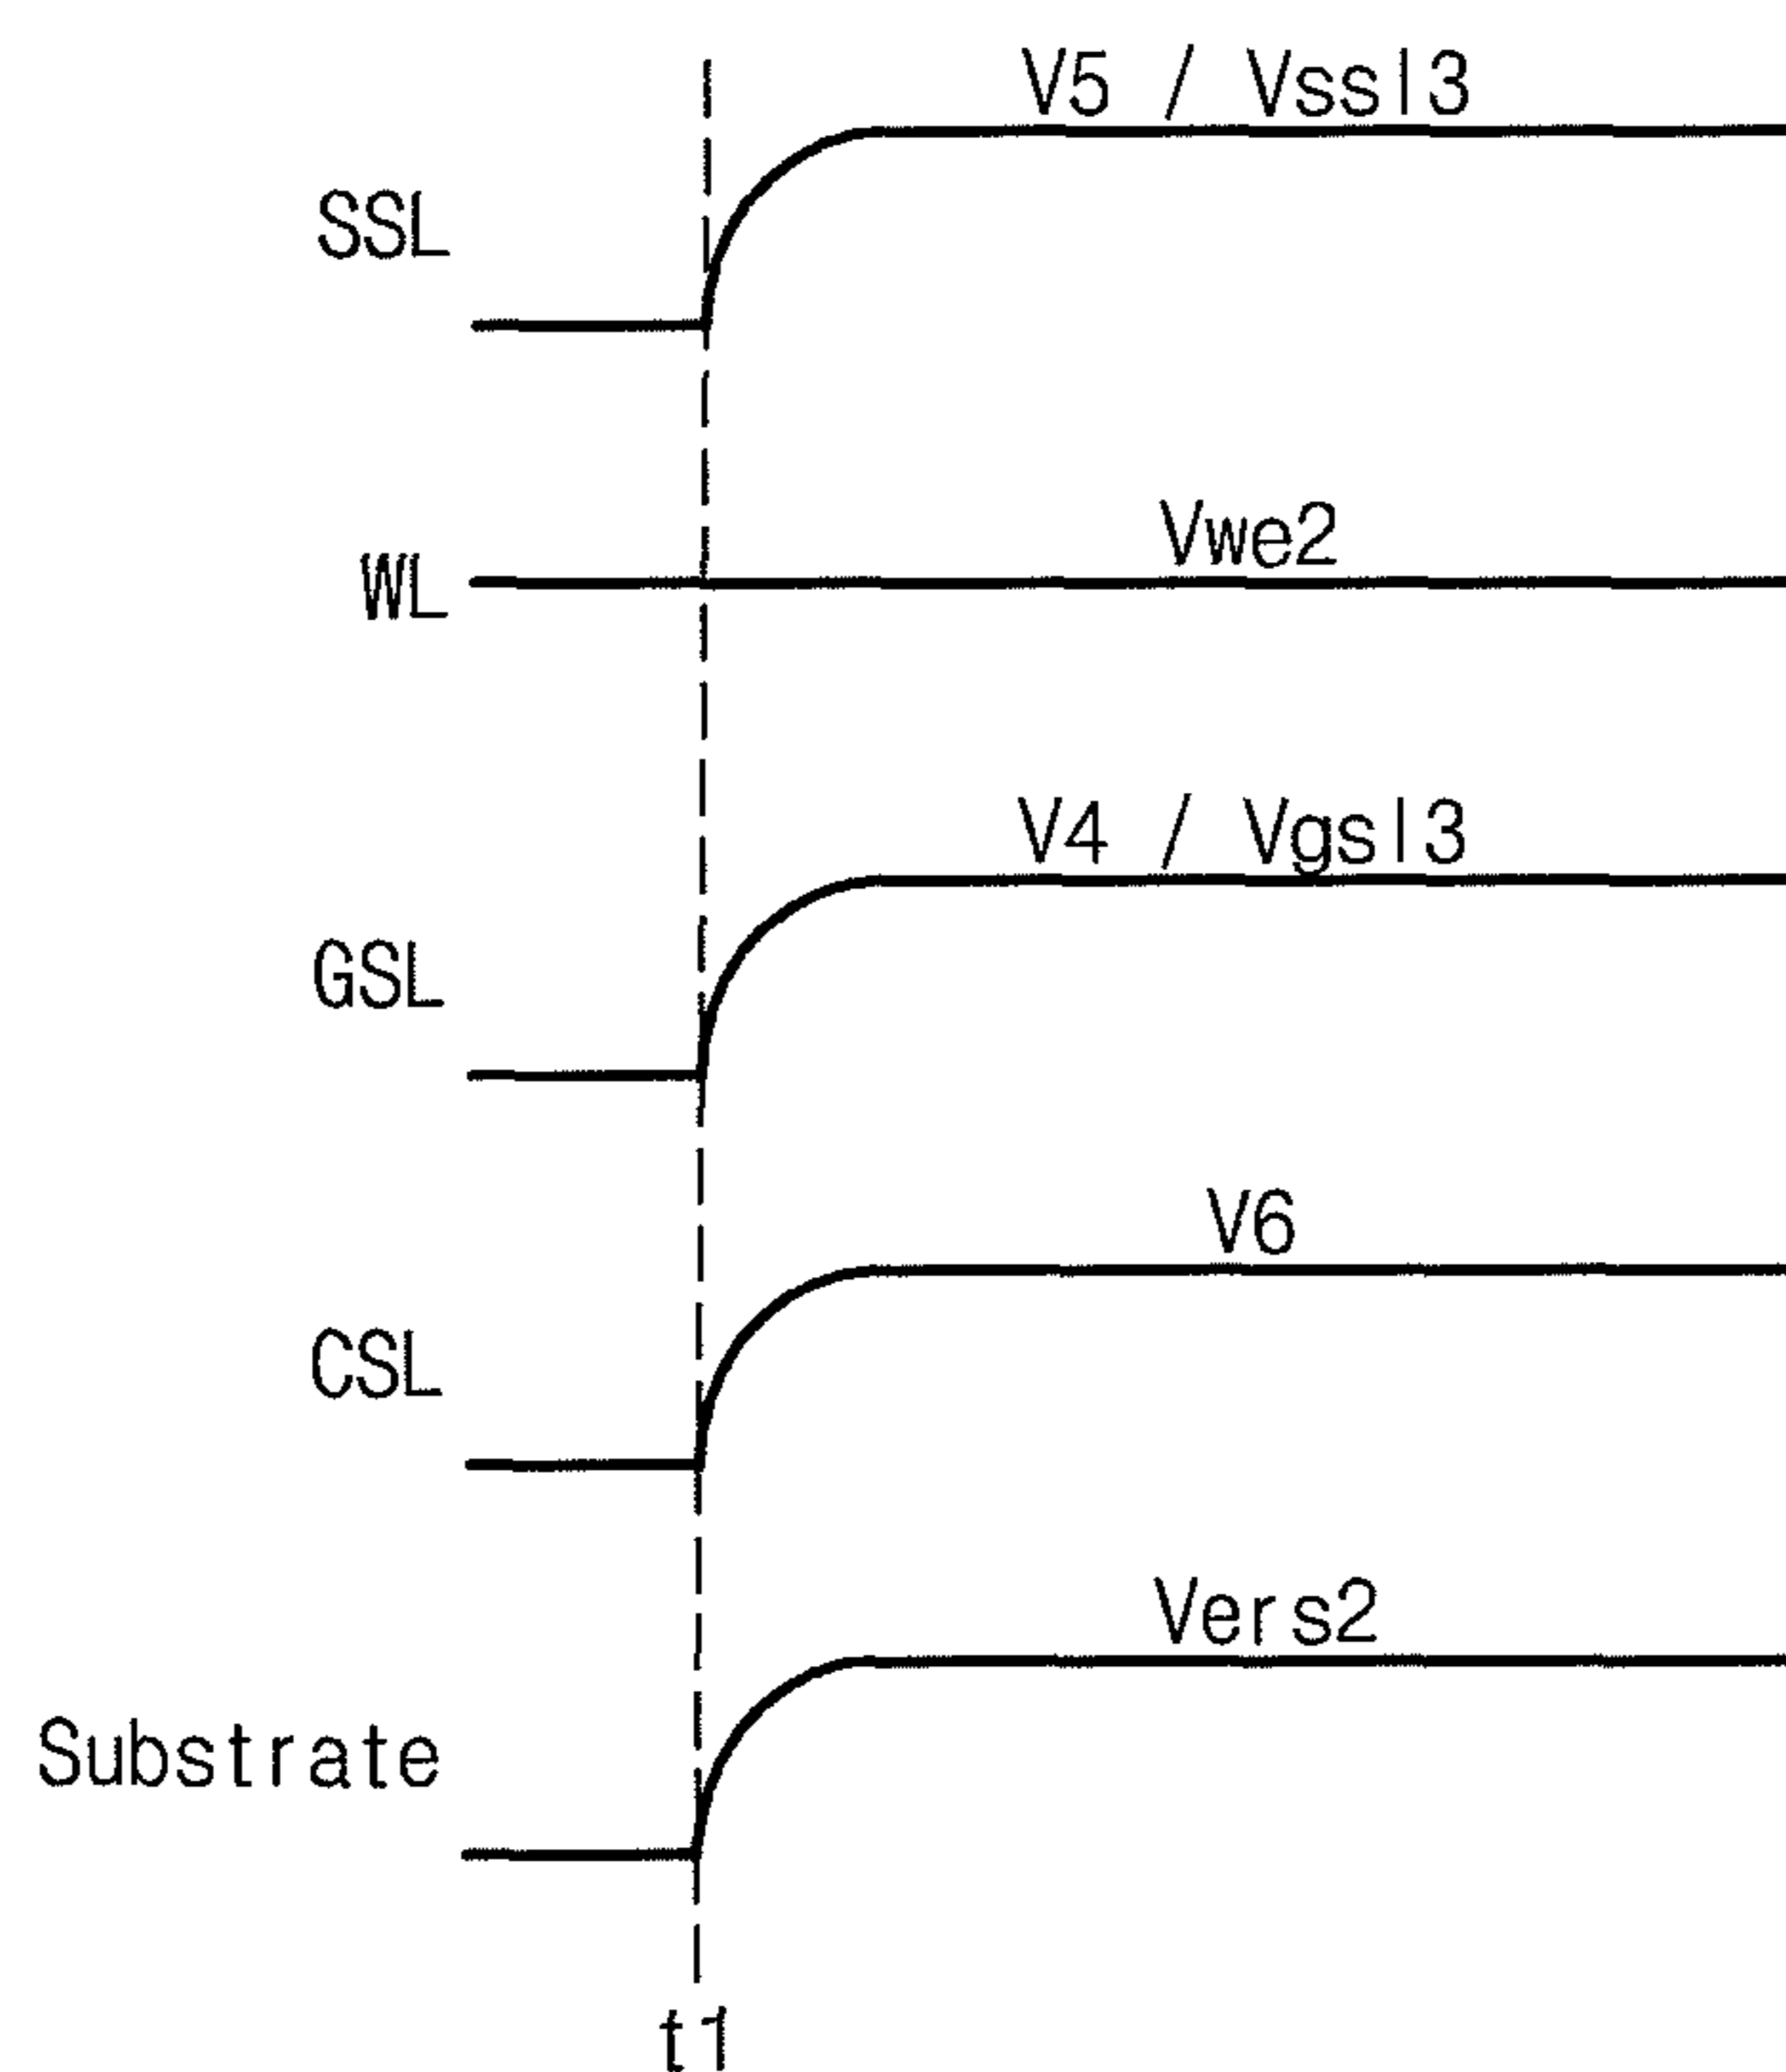 V5 / Vssl3
SSL
Vwe2
WL
V4 / Vgsl3
GSL
V6
CSL
Vers2
Substrate
t1